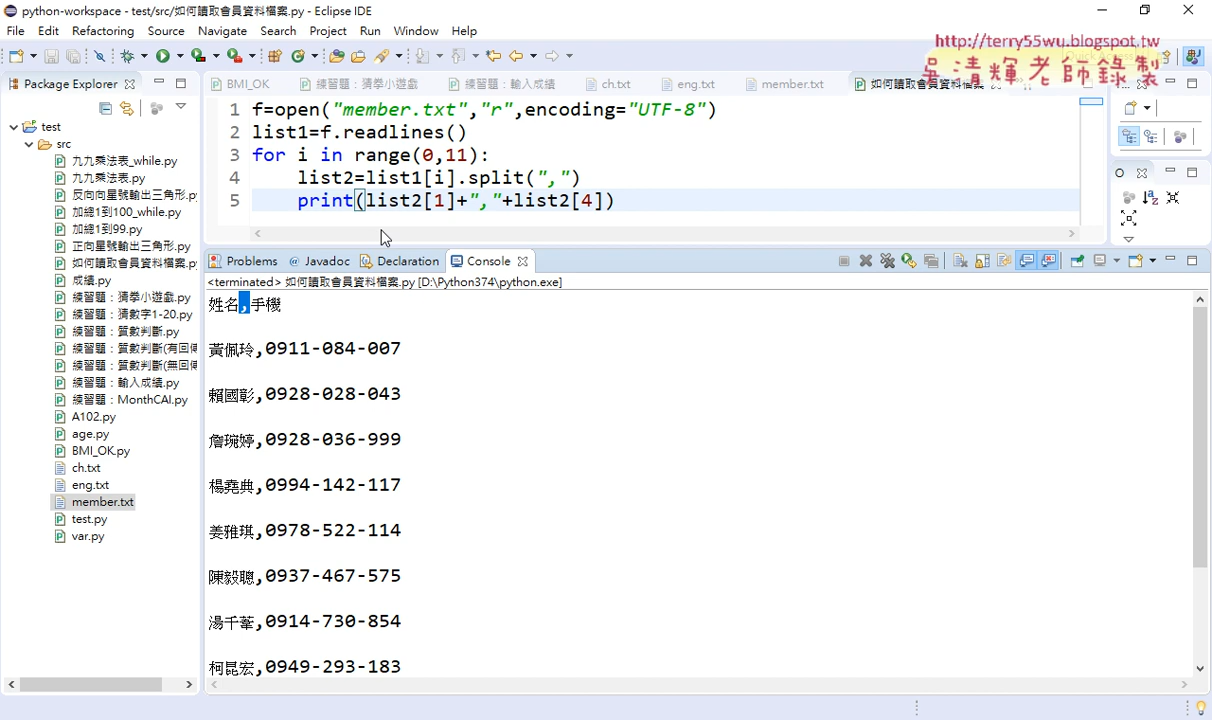 python-workspace - test/src/如何讀取會員資料檔案.py - Eclipse IDE
File Edit Refactoring Source Navigate Search Project Run Window Help
http://terry55wu.blogspot.tw
吳清輝老師錄製
Package Explorer
BMI_OK
練習題：猜拳小遊戲
練習題：輸入成績
ch.txt
eng.txt
member.txt
如何讀取會員資料檔案
test
src
九九乘法表_while.py
九九乘法表.py
反向向星號輸出三角形.py
加總1到100_while.py
加總1到99.py
正向星號輸出三角形.py
如何讀取會員資料檔案.py
成績.py
練習題：猜拳小遊戲.py
練習題：猜數字1-20.py
練習題：質數判斷.py
練習題：質數判斷(有回傳
練習題：質數判斷(無回傳
練習題：輸入成績.py
練習題：MonthCAI.py
A102.py
age.py
BMI_OK.py
ch.txt
eng.txt
member.txt
test.py
var.py
1 f=open("member.txt","r",encoding="UTF-8")
2 list1=f.readlines()
3 for i in range(0,11):
4 list2=list1[i].split(",")
5 print(list2[1]+","+list2[4])
Problems Javadoc Declaration Console
<terminated> 如何讀取會員資料檔案.py [D:\Python374\python.exe]
姓名,手機
黃佩玲,0911-084-007
賴國彰,0928-028-043
詹琬婷,0928-036-999
楊堯典,0994-142-117
姜雅琪,0978-522-114
陳毅聰,0937-467-575
湯千葦,0914-730-854
柯昆宏,0949-293-183